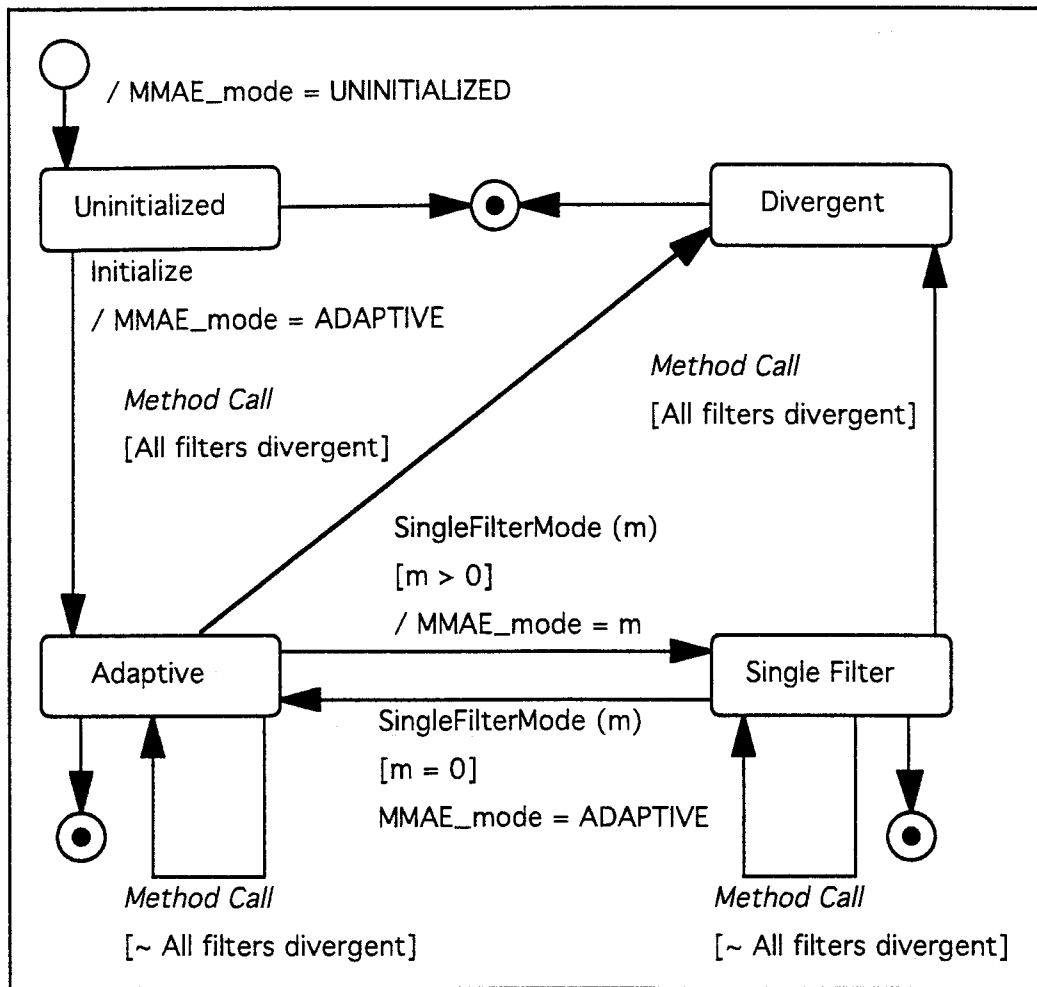 / MMAE_mode = UNINITIALIZED
Uninitialized
Divergent
Initialize
/ MMAE_mode = ADAPTIVE
Method Call
[All filters divergent]
Method Call
[All filters divergent]
SingleFilterMode (m)
[m > 0]
/ MMAE_mode = m
Adaptive
Single Filter
SingleFilterMode (m)
[m = 0]
MMAE_mode = ADAPTIVE
Method Call
[~ All filters divergent]
Method Call
[~ All filters divergent]